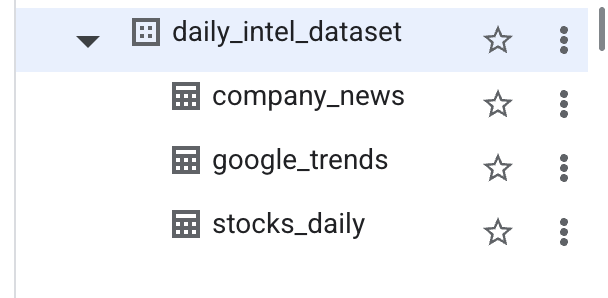 daily_intel_dataset
company_news
google_trends
stocks_daily